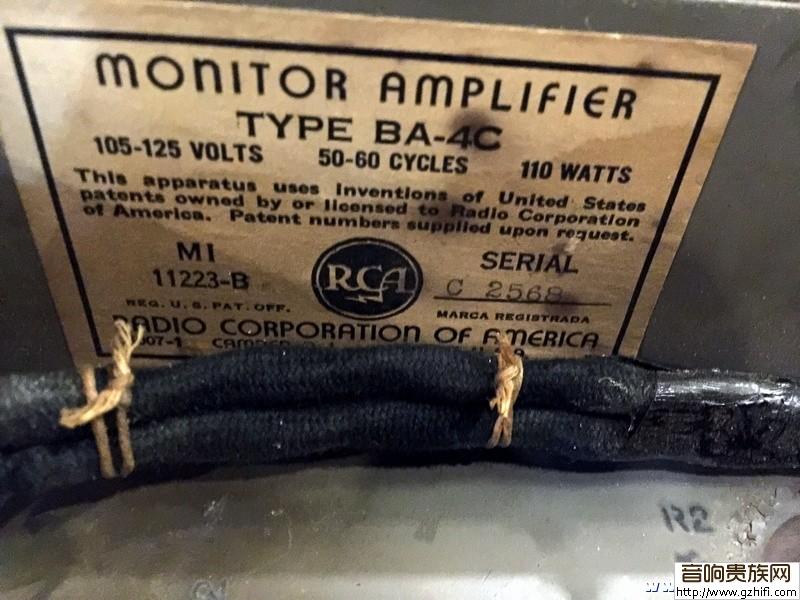 MONITOR AMPLIFIER
TYPE BA-4C
105-125 VOLTS 50-60 CYCLES 110 WATTS
This apparatus uses inventions of United States
patents owned by or licensed to Radio Corporation
of America. Patent numbers supplied upon request.
MI
11223-B
RCA
SERIAL
C 2568
REG. U.S. PAT. OFF.
MARCA REGISTRADA
RADIO CORPORATION OF AMERICA
R2
音响贵族网
http://www.gzhifi.com/